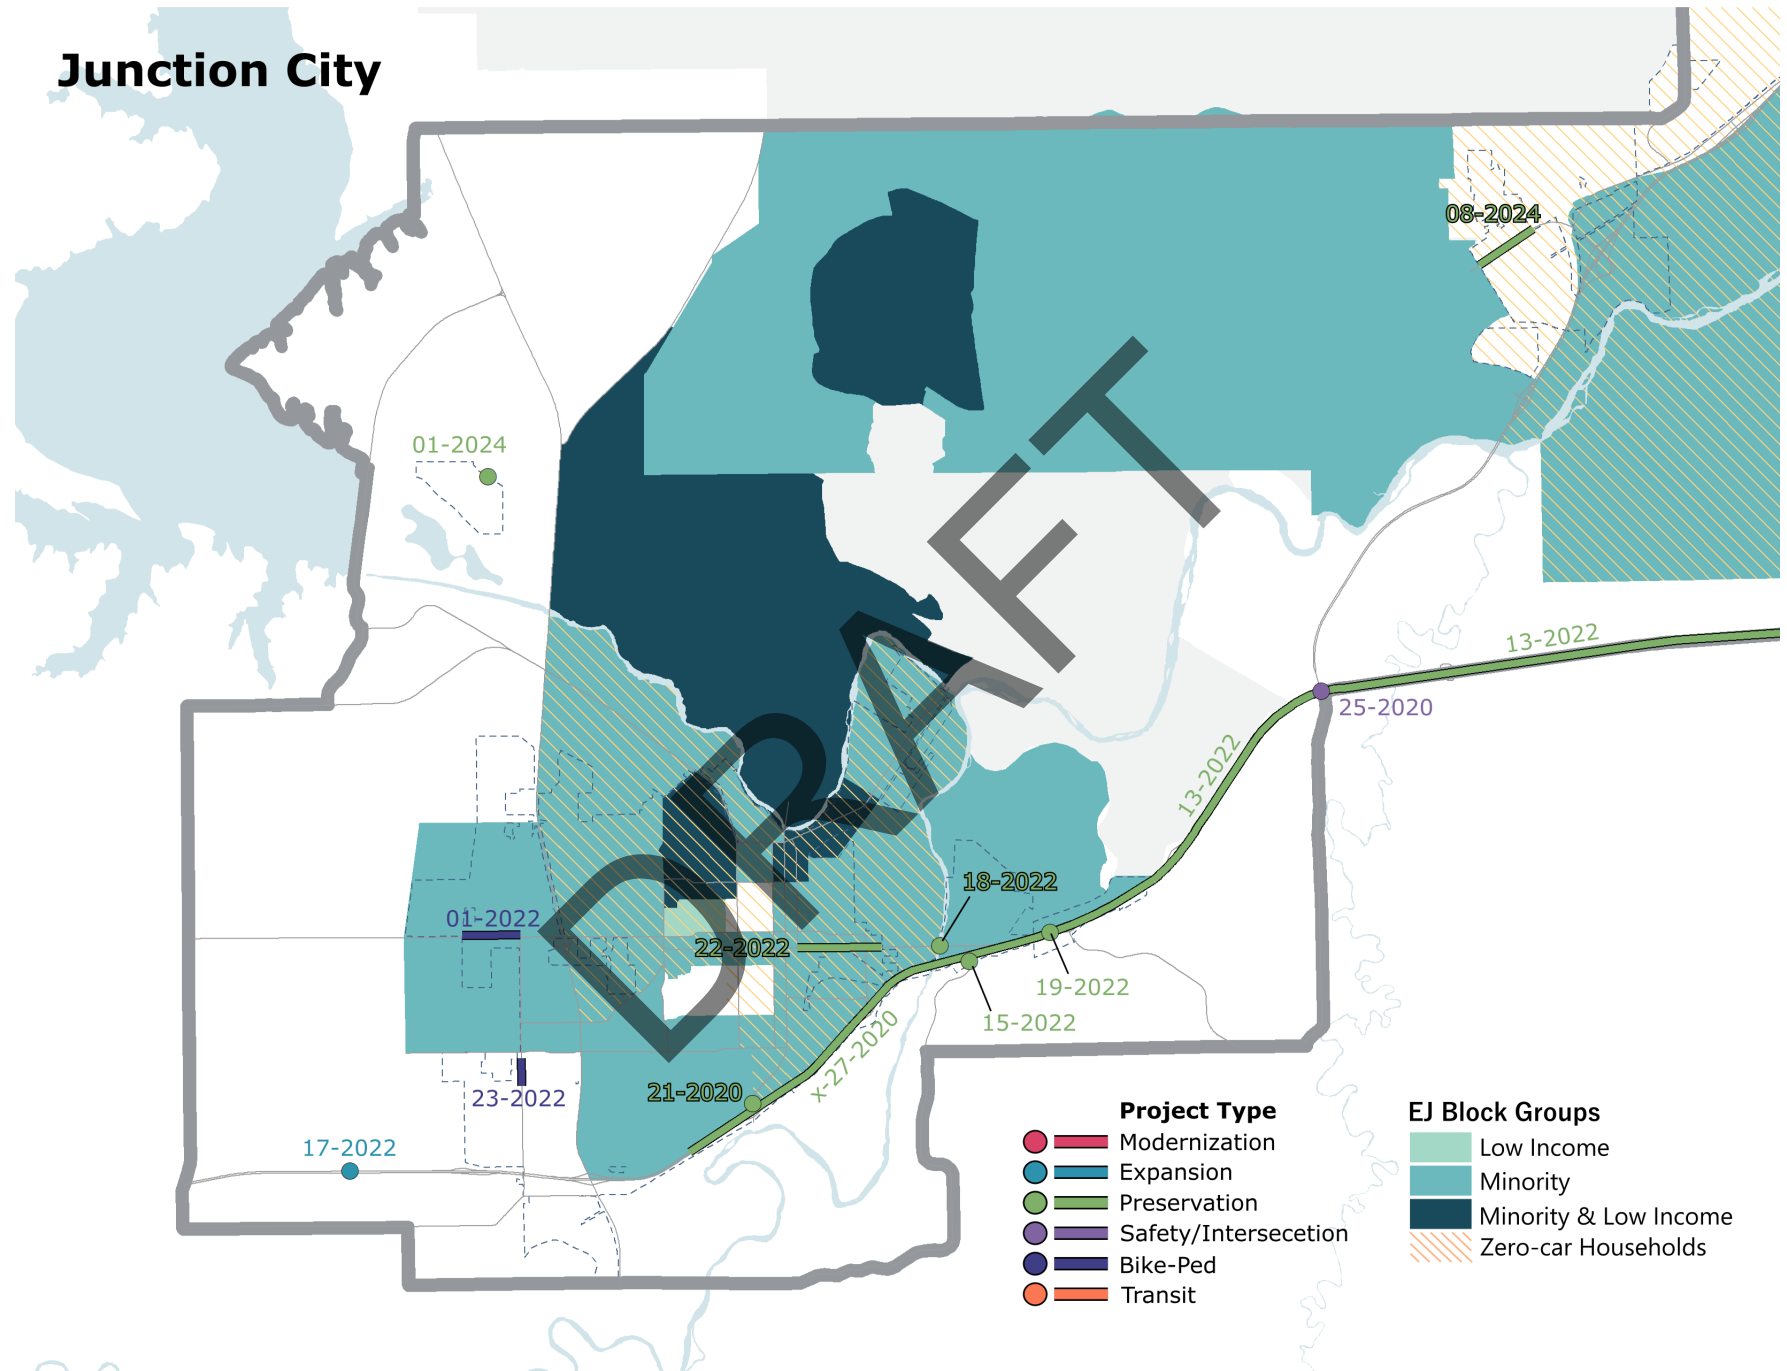 Junction City
08-2024
01-2024
13-2022
25-2020
13-2022
18-2022
01-2022
22-2022
19-2022
15-2022
x-27-2020
21-2020
23-2022
17-2022
DRAFT
Project Type
Modernization
Expansion
Preservation
Safety/Intersecetion
Bike-Ped
Transit
EJ Block Groups
Low Income
Minority
Minority & Low Income
Zero-car Households